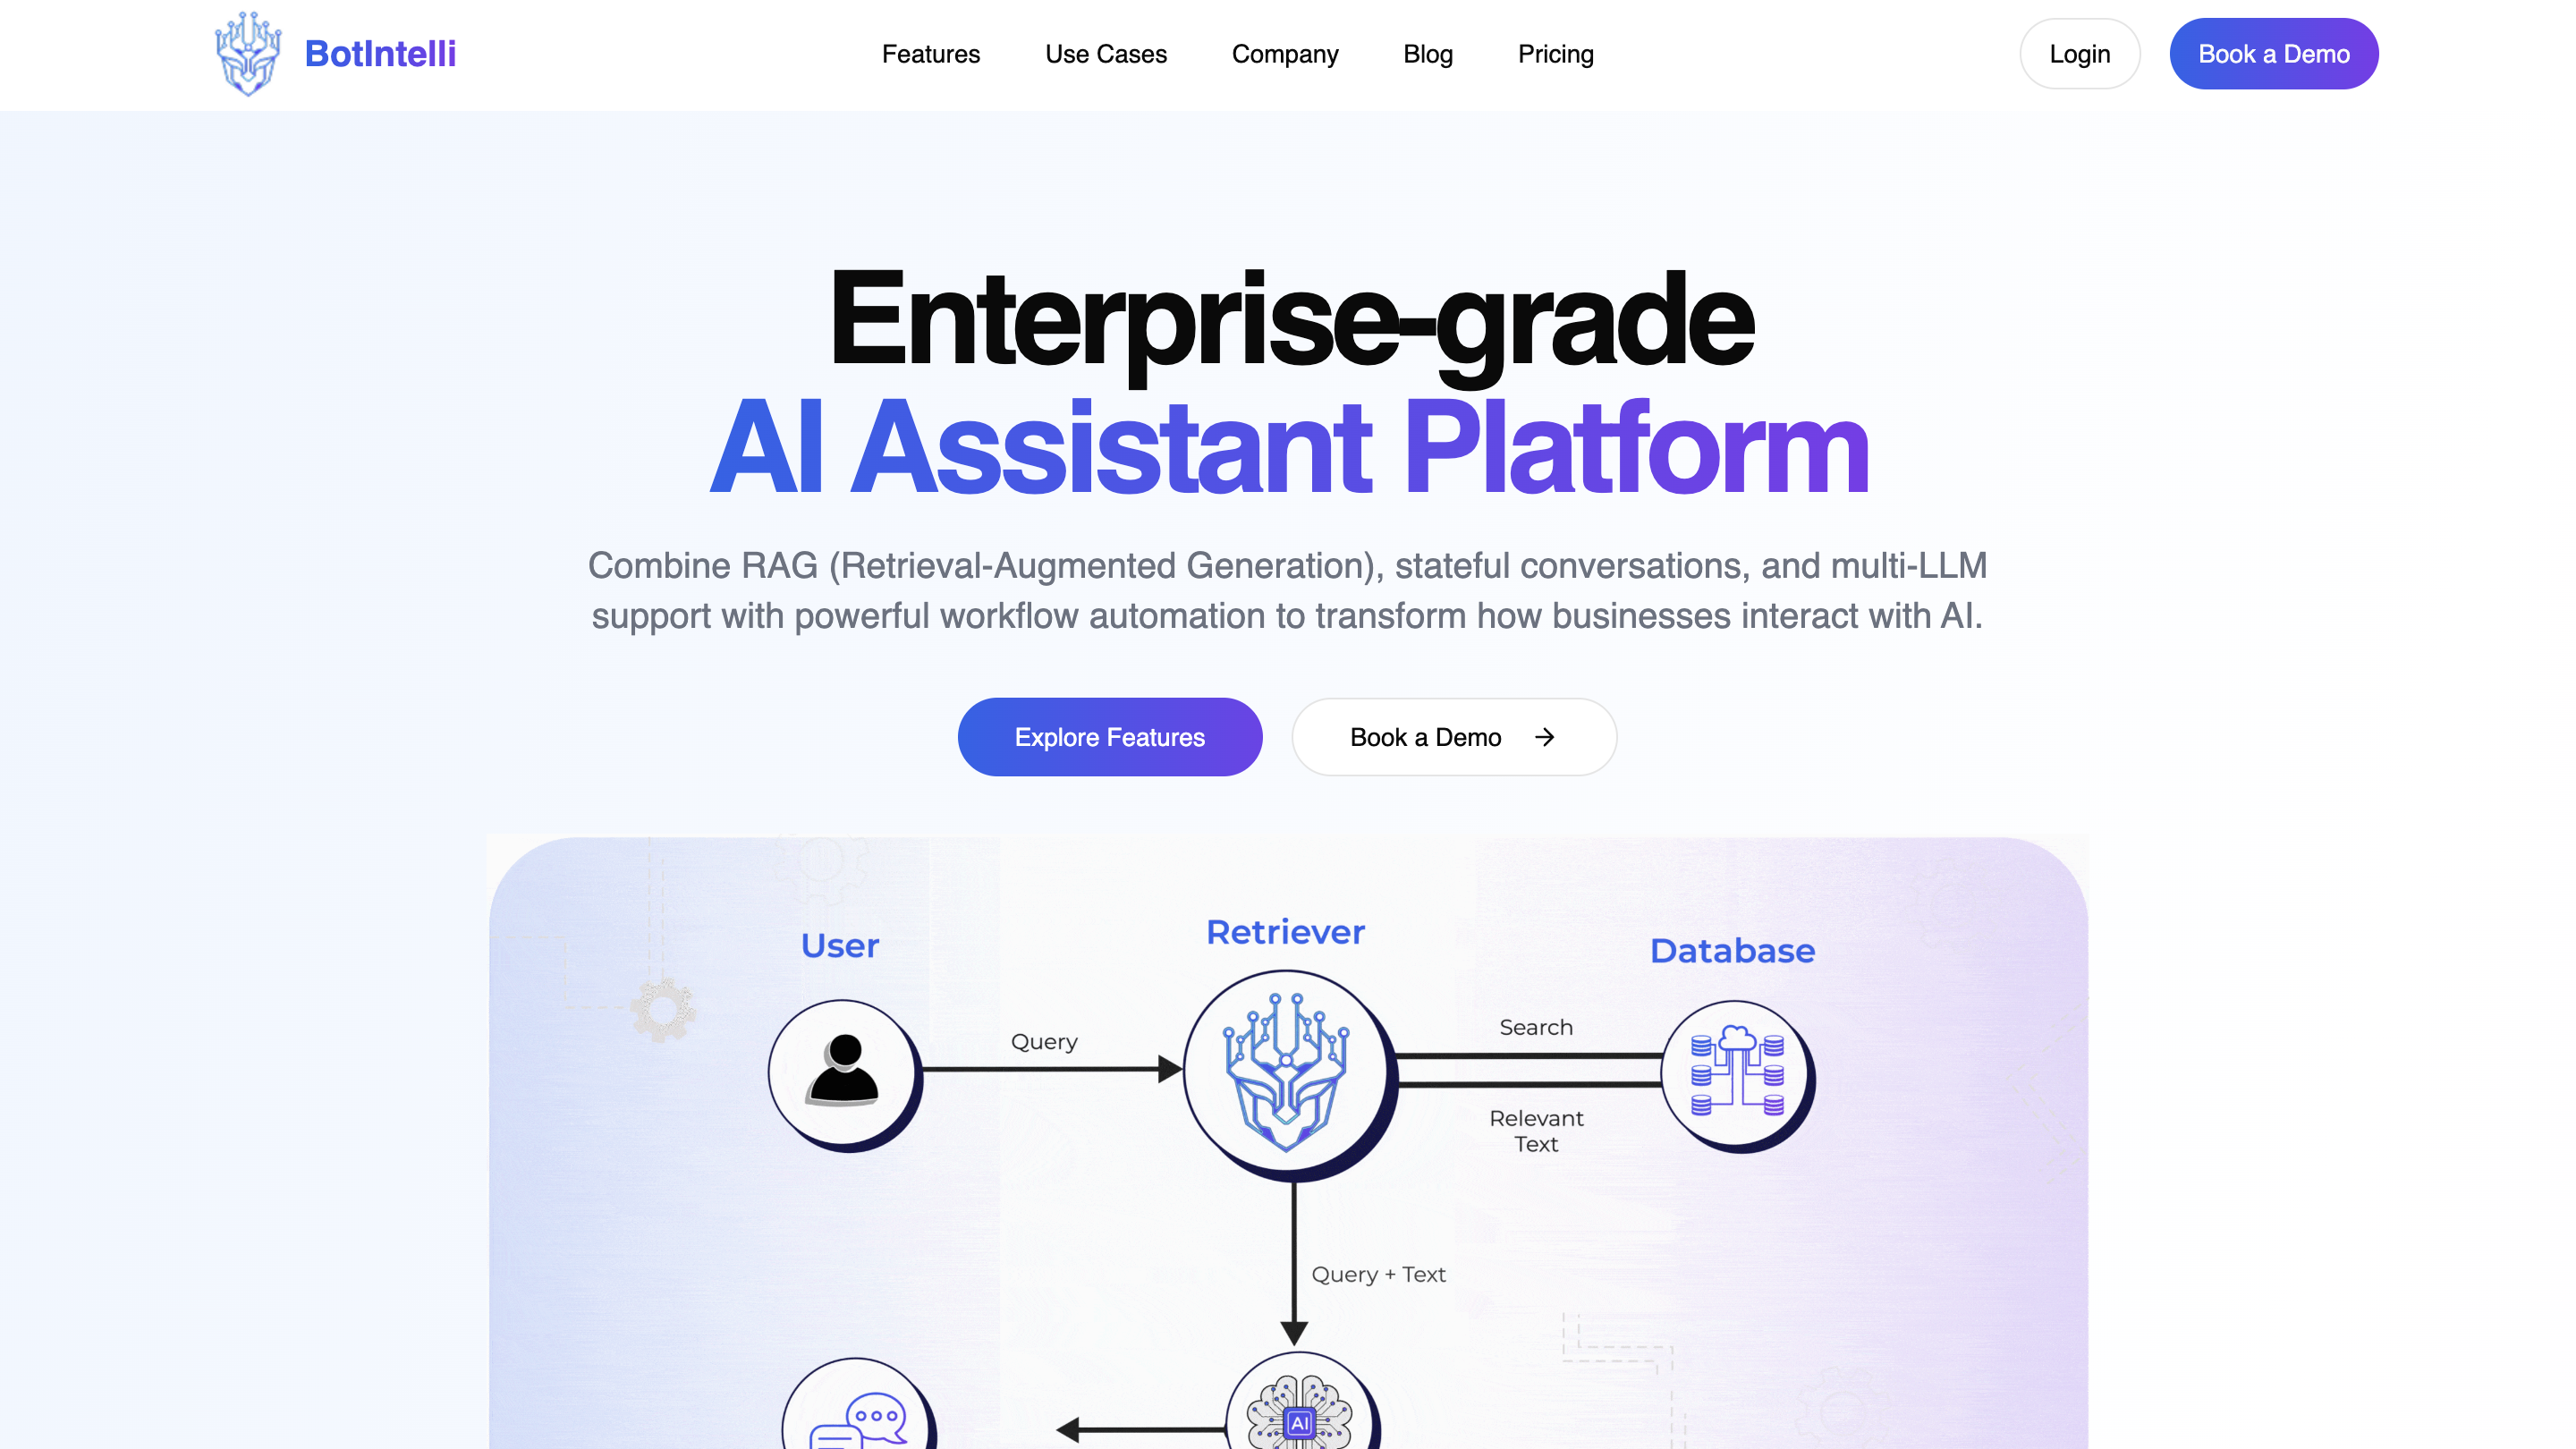 BotIntelli
Features
Use Cases
Company
Blog
Pricing
Login
Book a Demo
Enterprise-grade
AI Assistant Platform
Combine RAG (Retrieval-Augmented Generation), stateful conversations, and multi-LLM
support with powerful workflow automation to transform how businesses interact with AI.
Explore Features
Book a Demo
User
Retriever
Database
Query
Search
Relevant
Text
Query + Text
AI